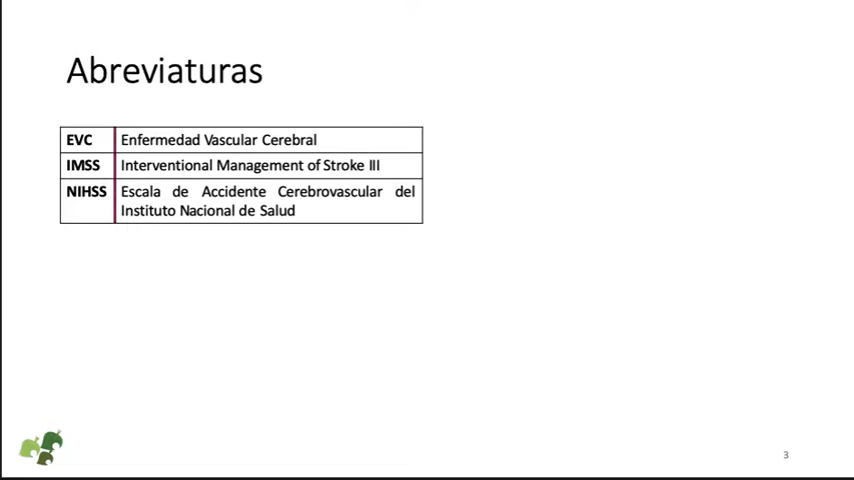 Abreviaturas
EVC Enfermedad Vascular Cerebral
IMSS Interventional Management of Stroke III
NIHSS Escala de Accidente Cerebrovascular del
Instituto Nacional de Salud
3